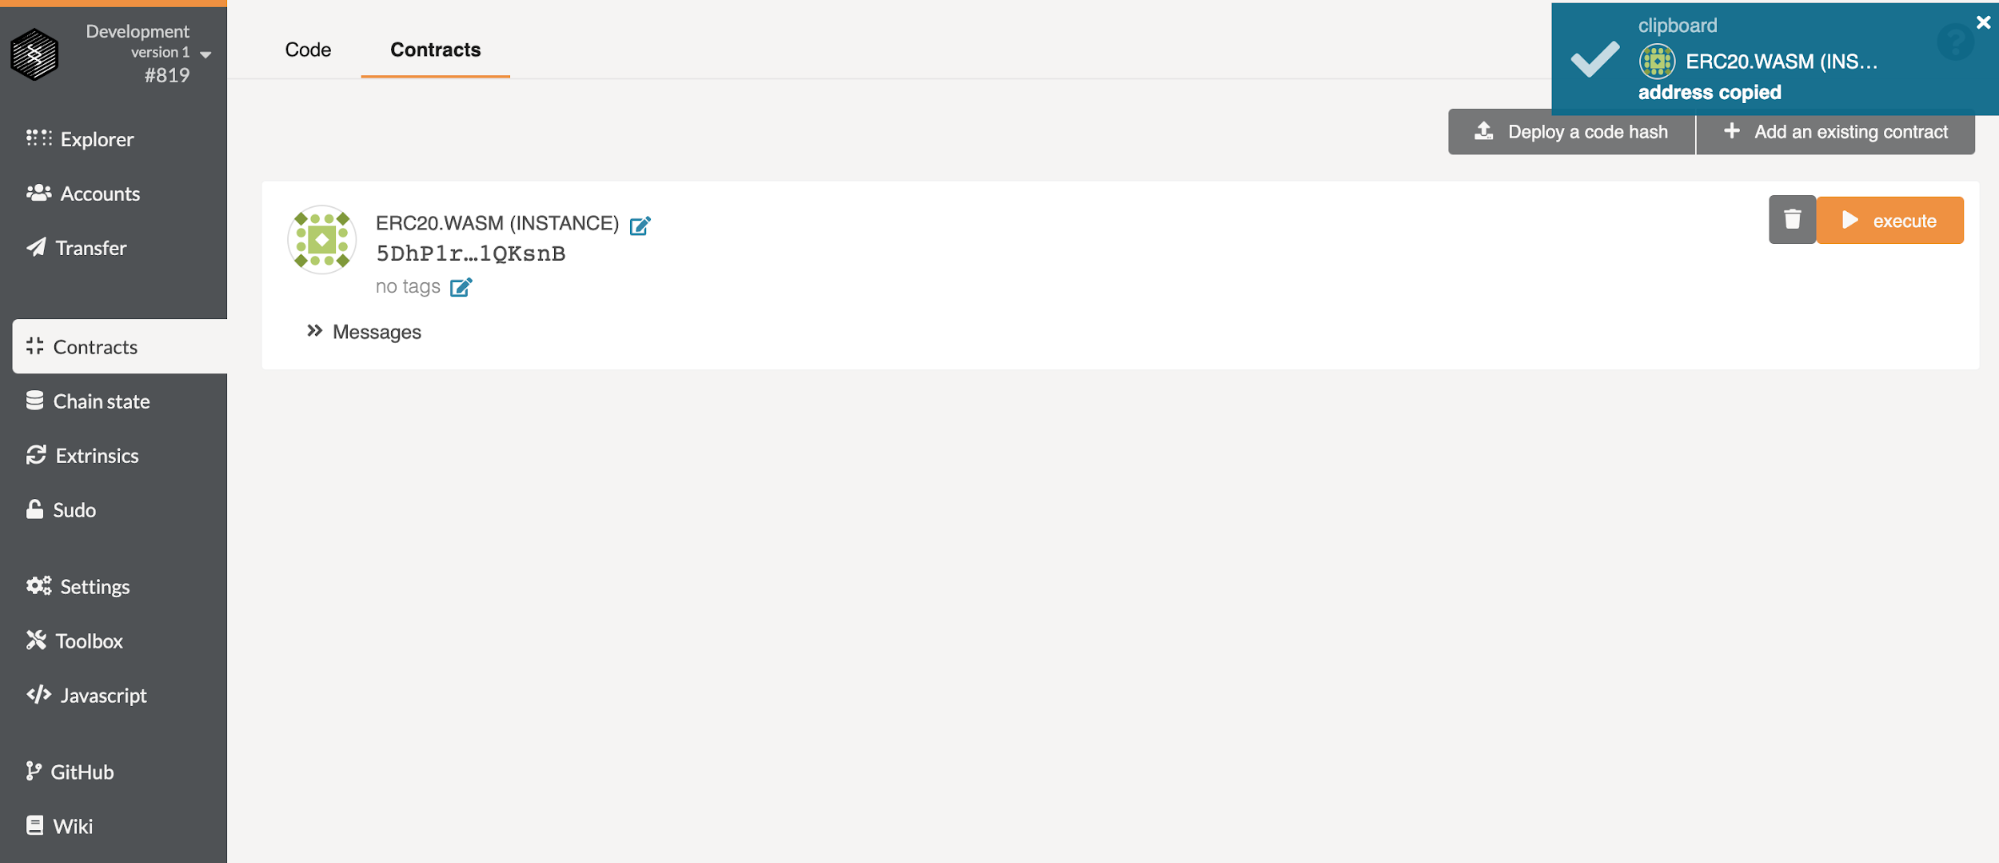 Development
version 1
#819
Explorer
Accounts
Transfer
Contracts
Chain state
Extrinsics
Sudo
Settings
Toolbox
Javascript
GitHub
Wiki
Code
Contracts
clipboard
ERC20.WASM (INS...
address copied
Deploy a code hash
Add an existing contract
ERC20.WASM (INSTANCE)
5DhP1r…1QKsnB
no tags
Messages
execute